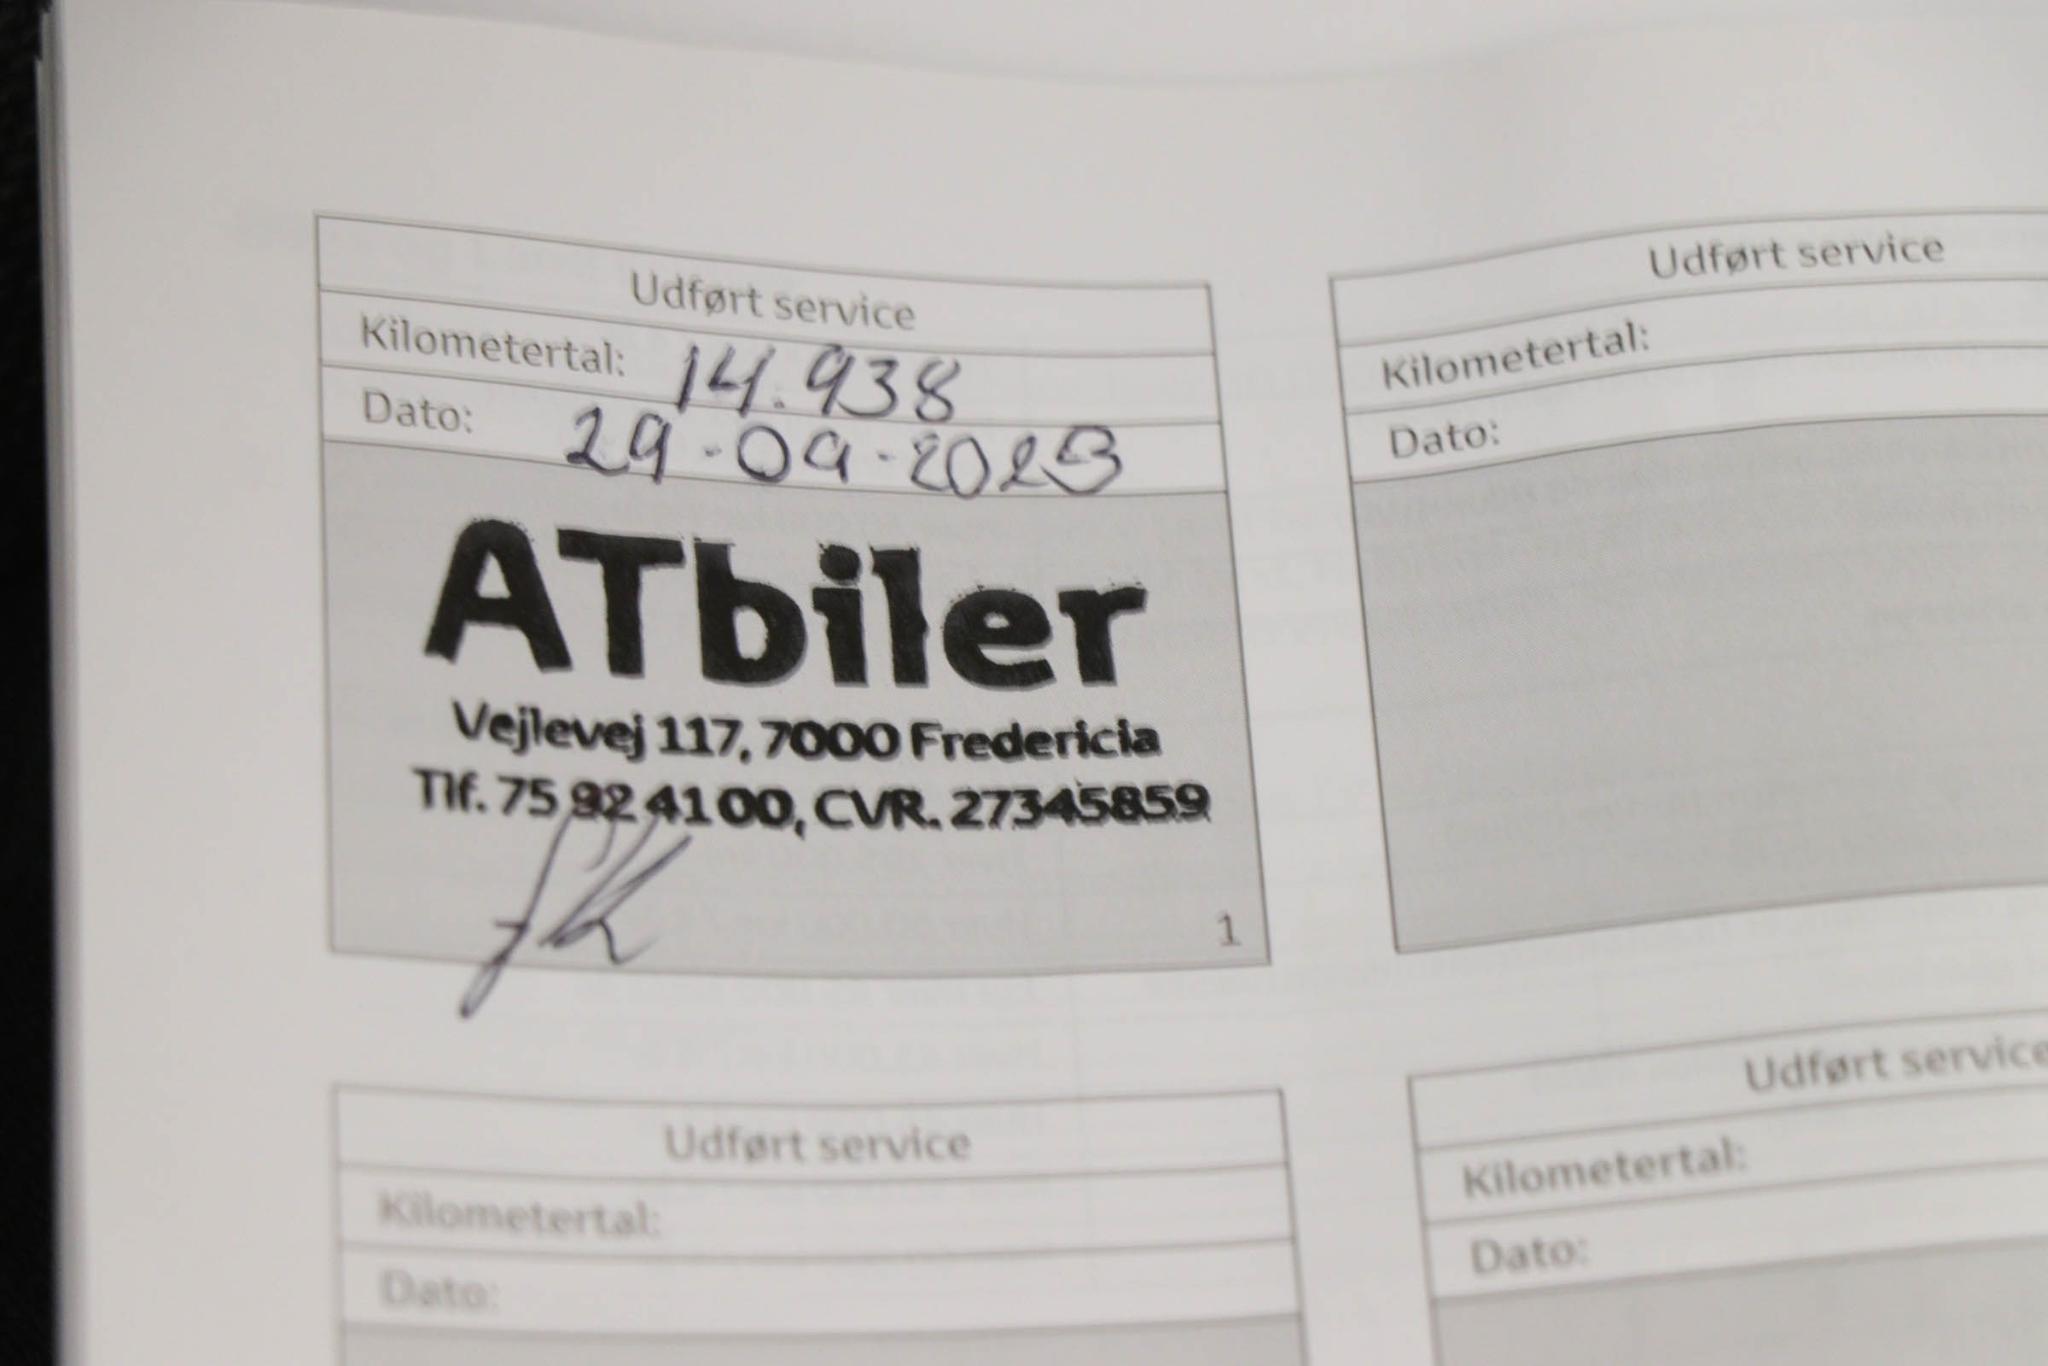 Udført service
Kilometertal: 14.938
Dato: 29-09-2023
ATbiler
Vejlevej 117, 7000 Fredericia
Tlf. 75 92 41 00, CVR. 27345859
1
Udført service
Kilometertal:
Dato:
Udført service
Kilometertal:
Dato:
Udført service
Kilometertal:
Dato: